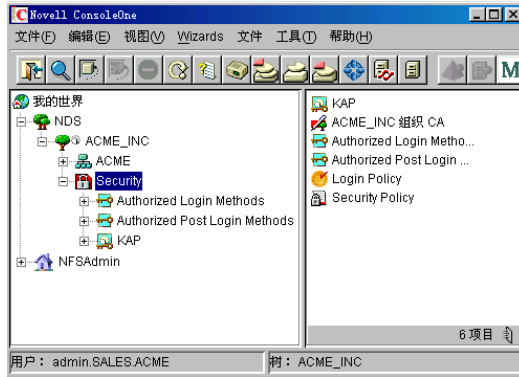 Novell ConsoleOne
文件(F) 编辑(E) 视图(V) Wizards 文件 工具(T) 帮助(H)
M
我的世界
NDS
ACME_INC
ACME
Security
Authorized Login Methods
Authorized Post Login Methods
KAP
NFSAdmin
KAP
ACME_INC 组织 CA
Authorized Login Metho...
Authorized Post Login ...
Login Policy
Security Policy
6 项目
用户： admin.SALES.ACME
树： ACME_INC